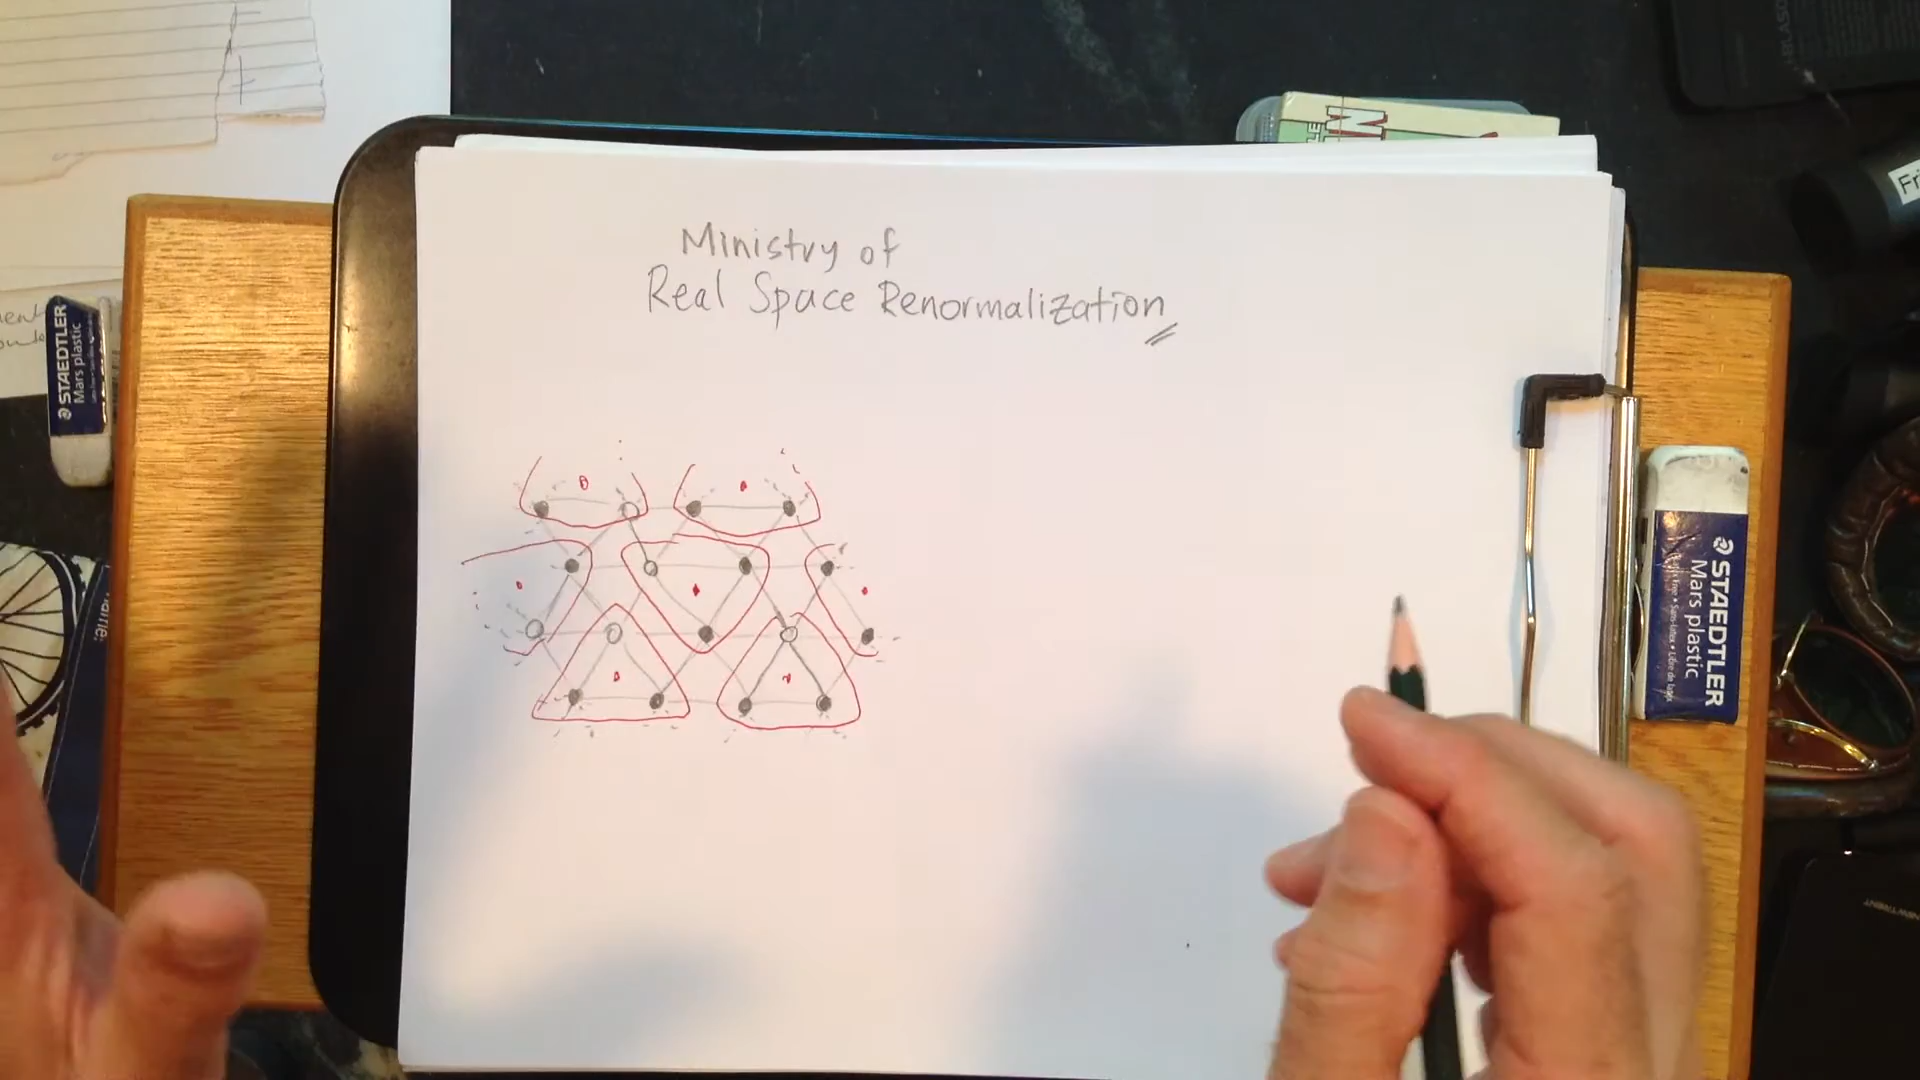 Ministry of
Real Space Renormalization
STAEDTLER
Mars plastic
STAEDTLER
Mars plastic